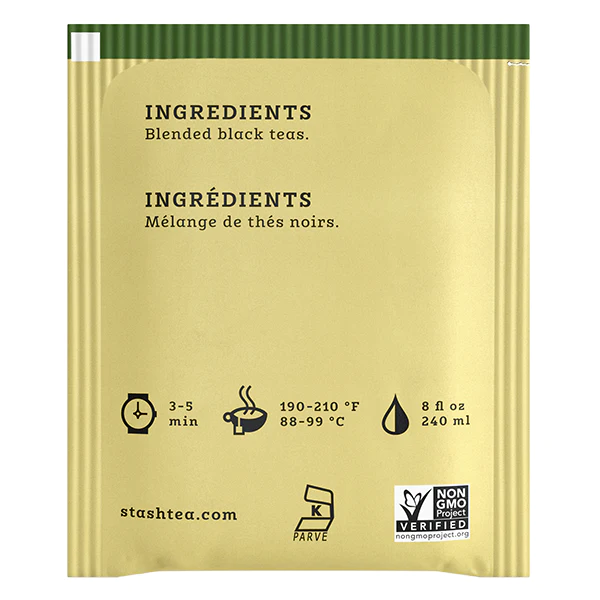 INGREDIENTS
Blended black teas.
INGRÉDIENTS
Mélange de thés noirs.
3-5
min
190-210 °F
88-99 °C
8 fl oz
240 ml
stashtea.com
K
PARVE
NON
GMO
Project
VERIFIED
nongmoproject.org